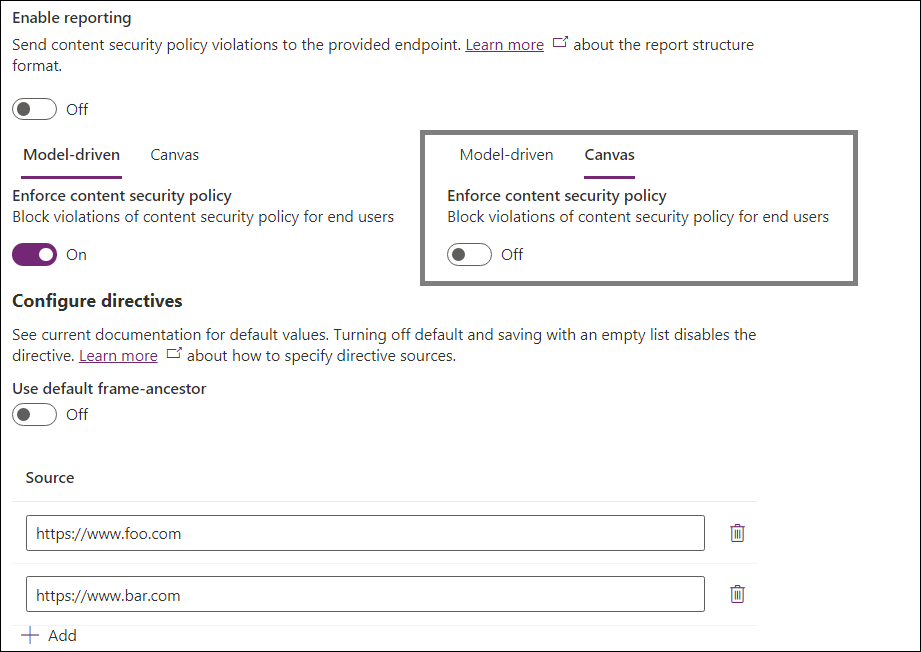 Enable reporting
Send content security policy violations to the provided endpoint. Learn more about the report structure
format.
Off
Model-driven Canvas
Enforce content security policy
Block violations of content security policy for end users
On
Model-driven Canvas
Enforce content security policy
Block violations of content security policy for end users
Off
Configure directives
See current documentation for default values. Turning off default and saving with an empty list disables the
directive. Learn more about how to specify directive sources.
Use default frame-ancestor
Off
Source
https://www.foo.com
https://www.bar.com
Add